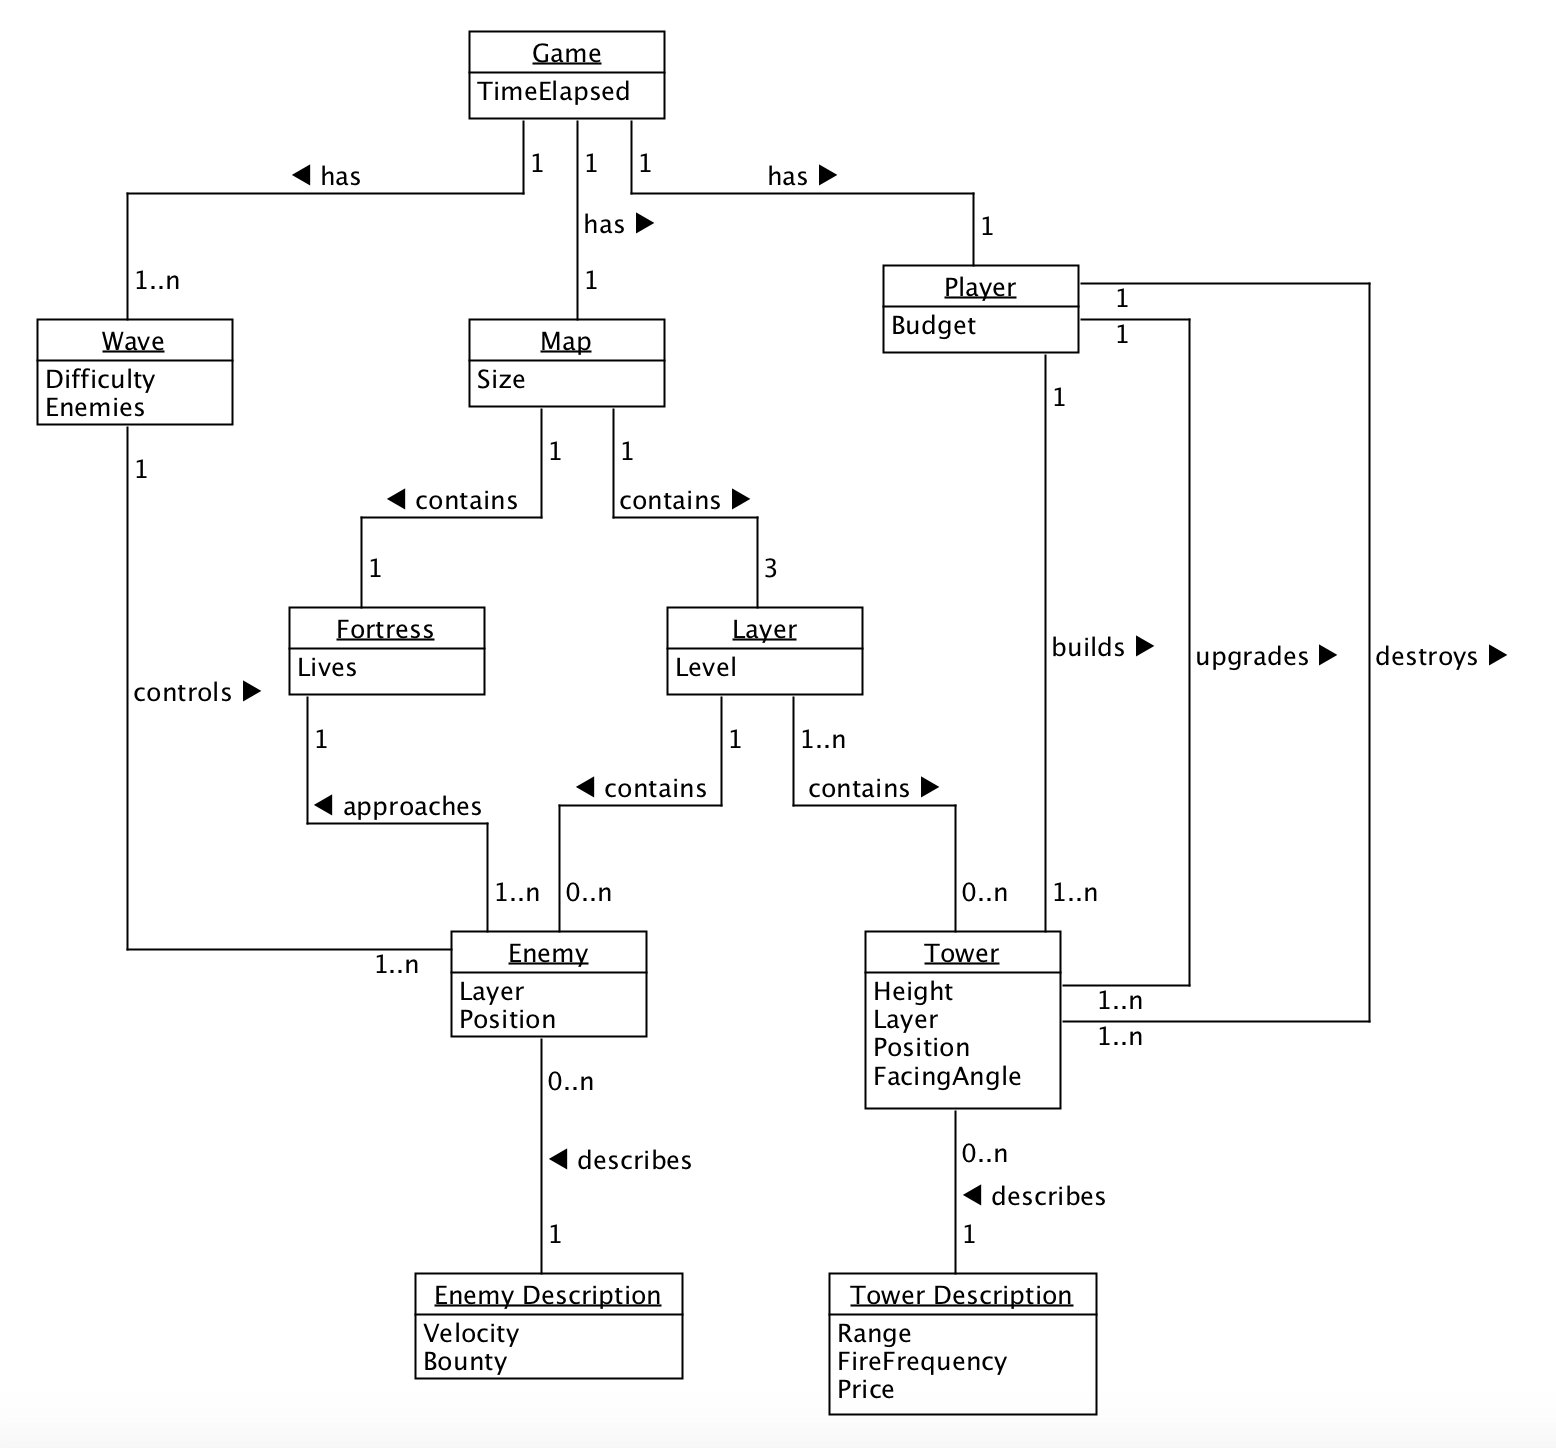 Game
TimeElapsed
1
1
1
◀ has
has ▶
has ▶
1
1..n
1
Player
Budget
1
1
Wave
Difficulty
Enemies
Map
Size
1
1
1
1
◀ contains
contains ▶
1
3
Fortress
Lives
Layer
Level
builds ▶
upgrades ▶
destroys ▶
controls ▶
1
1
1..n
◀ approaches
◀ contains
contains ▶
1..n
0..n
0..n
1..n
1..n
Enemy
Layer
Position
Tower
Height
Layer
Position
FacingAngle
1..n
1..n
0..n
◀ describes
1
0..n
◀ describes
1
Enemy Description
Velocity
Bounty
Tower Description
Range
FireFrequency
Price